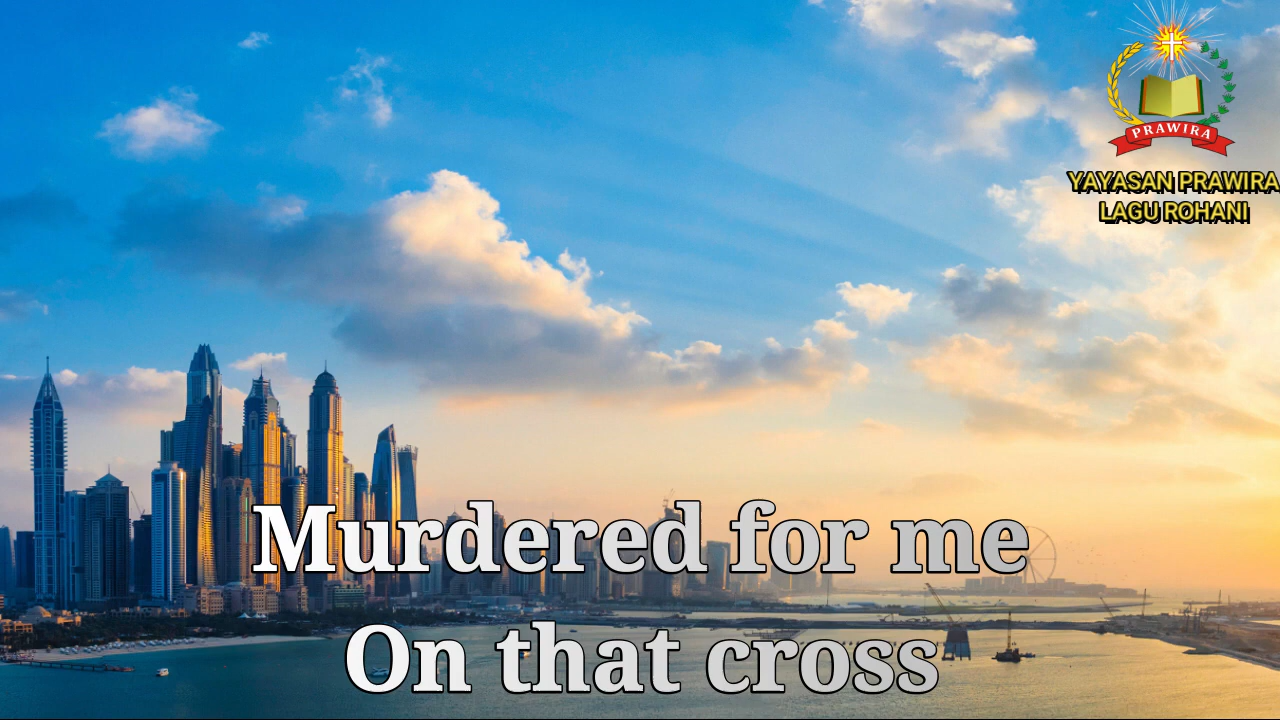 PRAWIRA
YAYASAN PRAWIRA
LAGU ROHANI
Murdered for me
On that cross